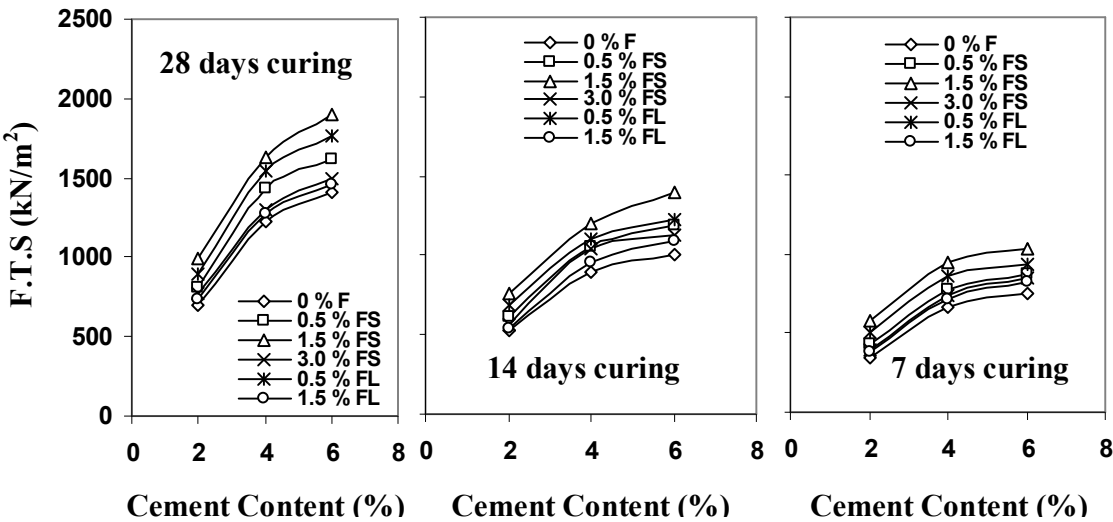 2500
2000
1500
1000
500
0
F.T.S (kN/m²)
28 days curing
0 % F
0.5 % FS
1.5 % FS
3.0 % FS
0.5 % FL
1.5 % FL
0 2 4 6 8
Cement Content (%)
0 % F
0.5 % FS
1.5 % FS
3.0 % FS
0.5 % FL
1.5 % FL
14 days curing
0 2 4 6 8
Cement Content (%)
0 % F
0.5 % FS
1.5 % FS
3.0 % FS
0.5 % FL
1.5 % FL
7 days curing
0 2 4 6 8
Cement Content (%)